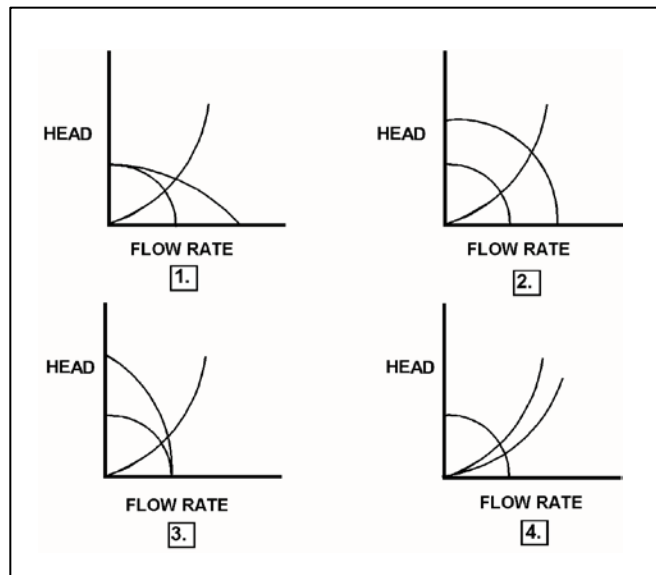 HEAD
FLOW RATE
1.
HEAD
FLOW RATE
2.
HEAD
FLOW RATE
3.
HEAD
FLOW RATE
4.